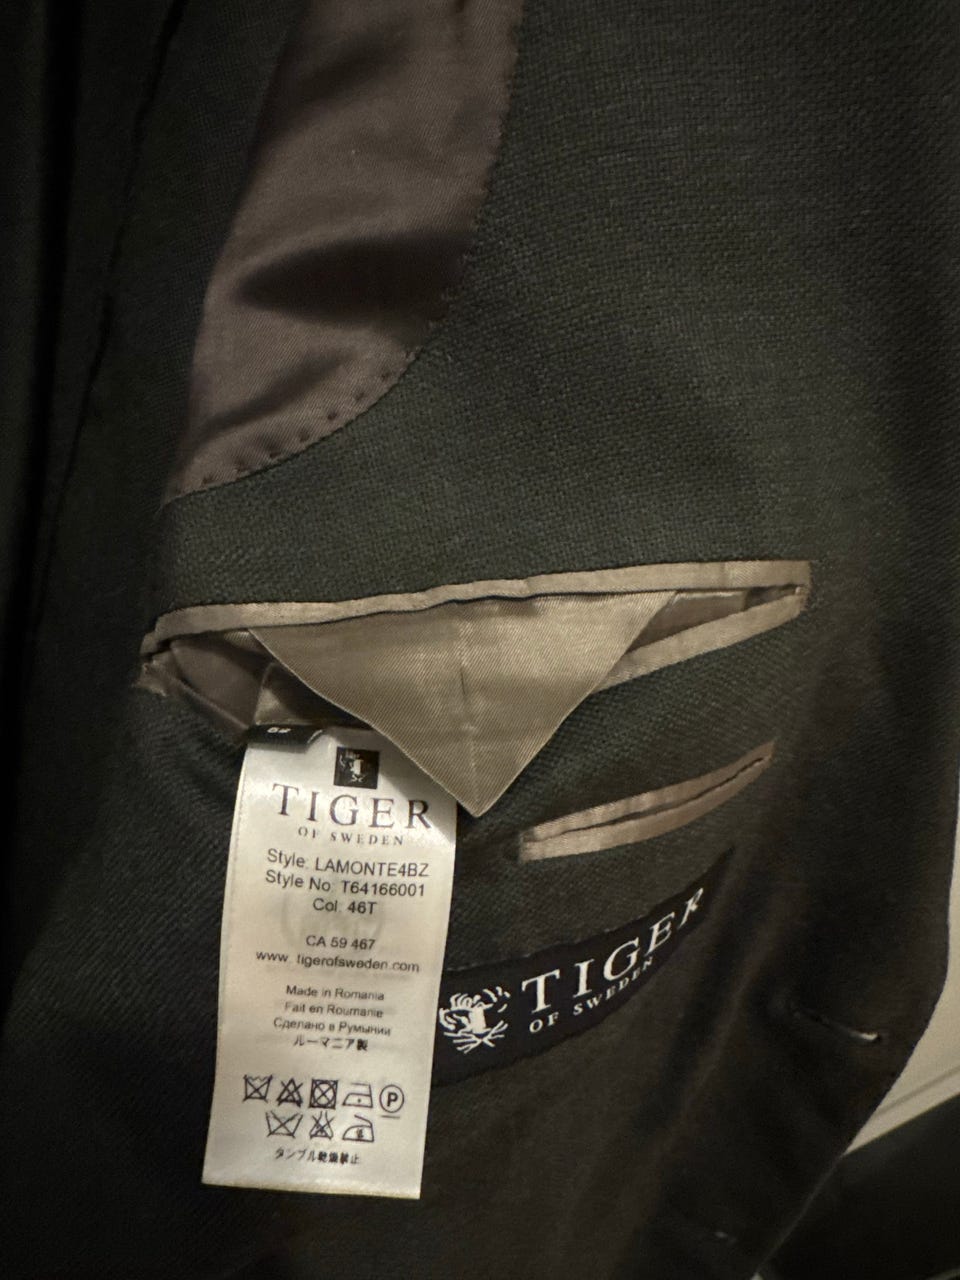 52
TIGER
OF SWEDEN
Style: LAMONTE4BZ
Style No: T64166001
Col: 46T
CA 59 467
www. tigerofsweden.com
Made in Romania
Fait en Roumanie
Сделано в Румынии
ルーマニア製
P
タンブル乾燥禁止
TIGER
OF SWEDEN